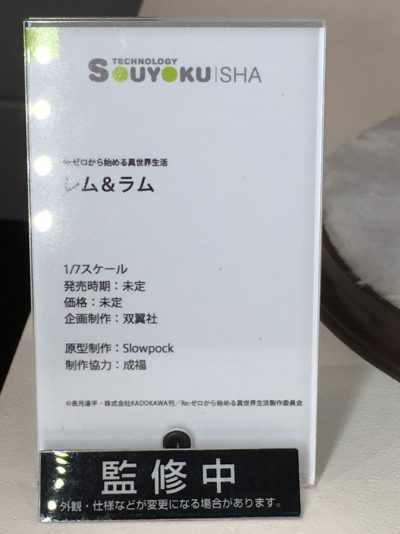 TECHNOLOGY
SOUYOKU|SHA
Re:ゼロから始める異世界生活
レム&ラム
1/7スケール
発売時期：未定
価格：未定
企画制作：双翼社
原型制作：Slowpock
制作協力：成福
©長月達平・株式会社KADOKAWA刊／Re:ゼロから始める異世界生活製作委員会
監修中
※外観・仕様などが変更になる場合があります。